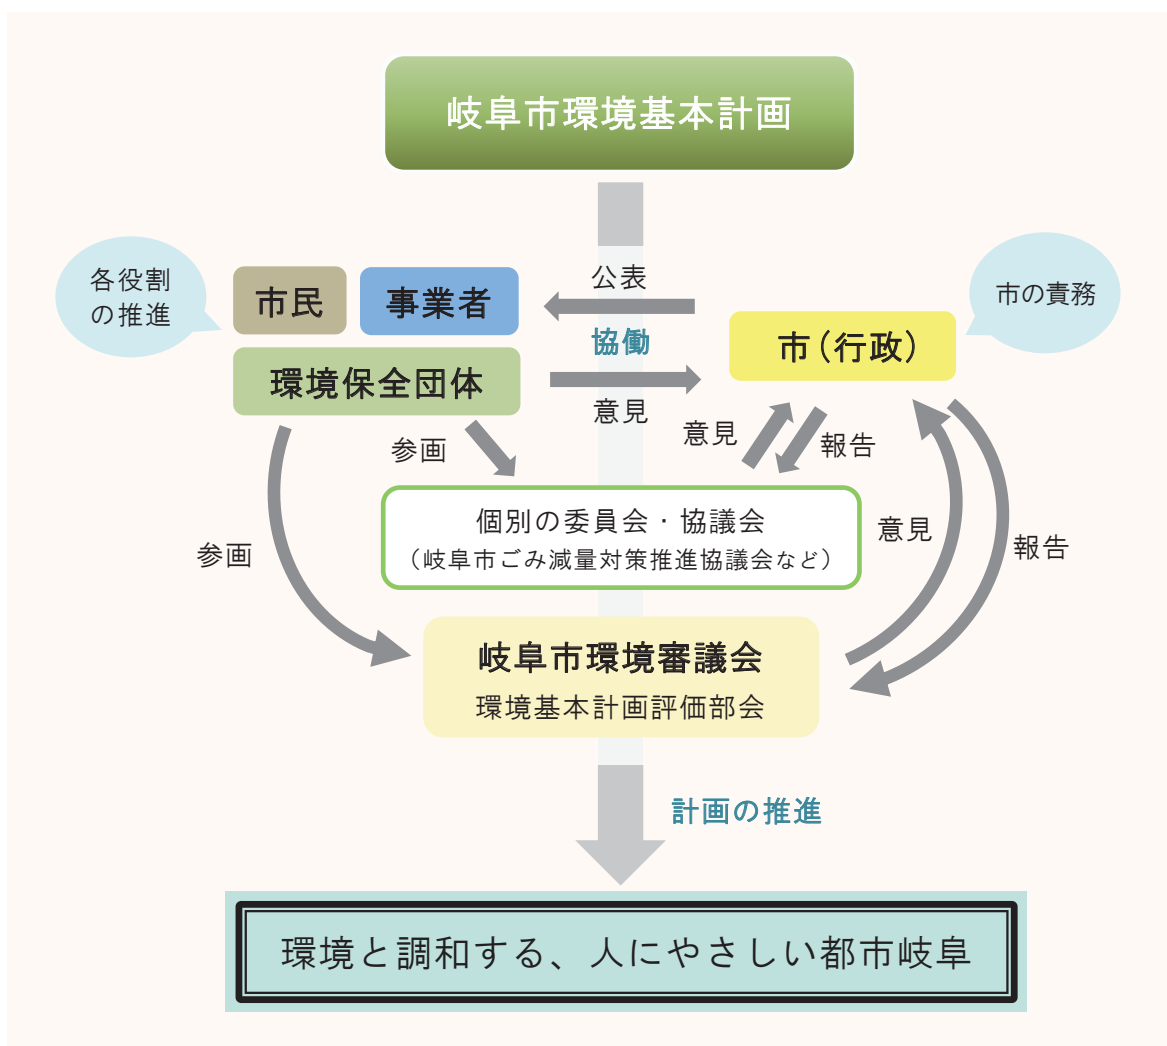 岐阜市環境基本計画
各役割
の推進
市民
事業者
環境保全団体
公表
協働
意見
市（行政）
市の責務
参画
意見
報告
個別の委員会・協議会
（岐阜市ごみ減量対策推進協議会など）
参画
意見
報告
岐阜市環境審議会
環境基本計画評価部会
計画の推進
環境と調和する、人にやさしい都市岐阜